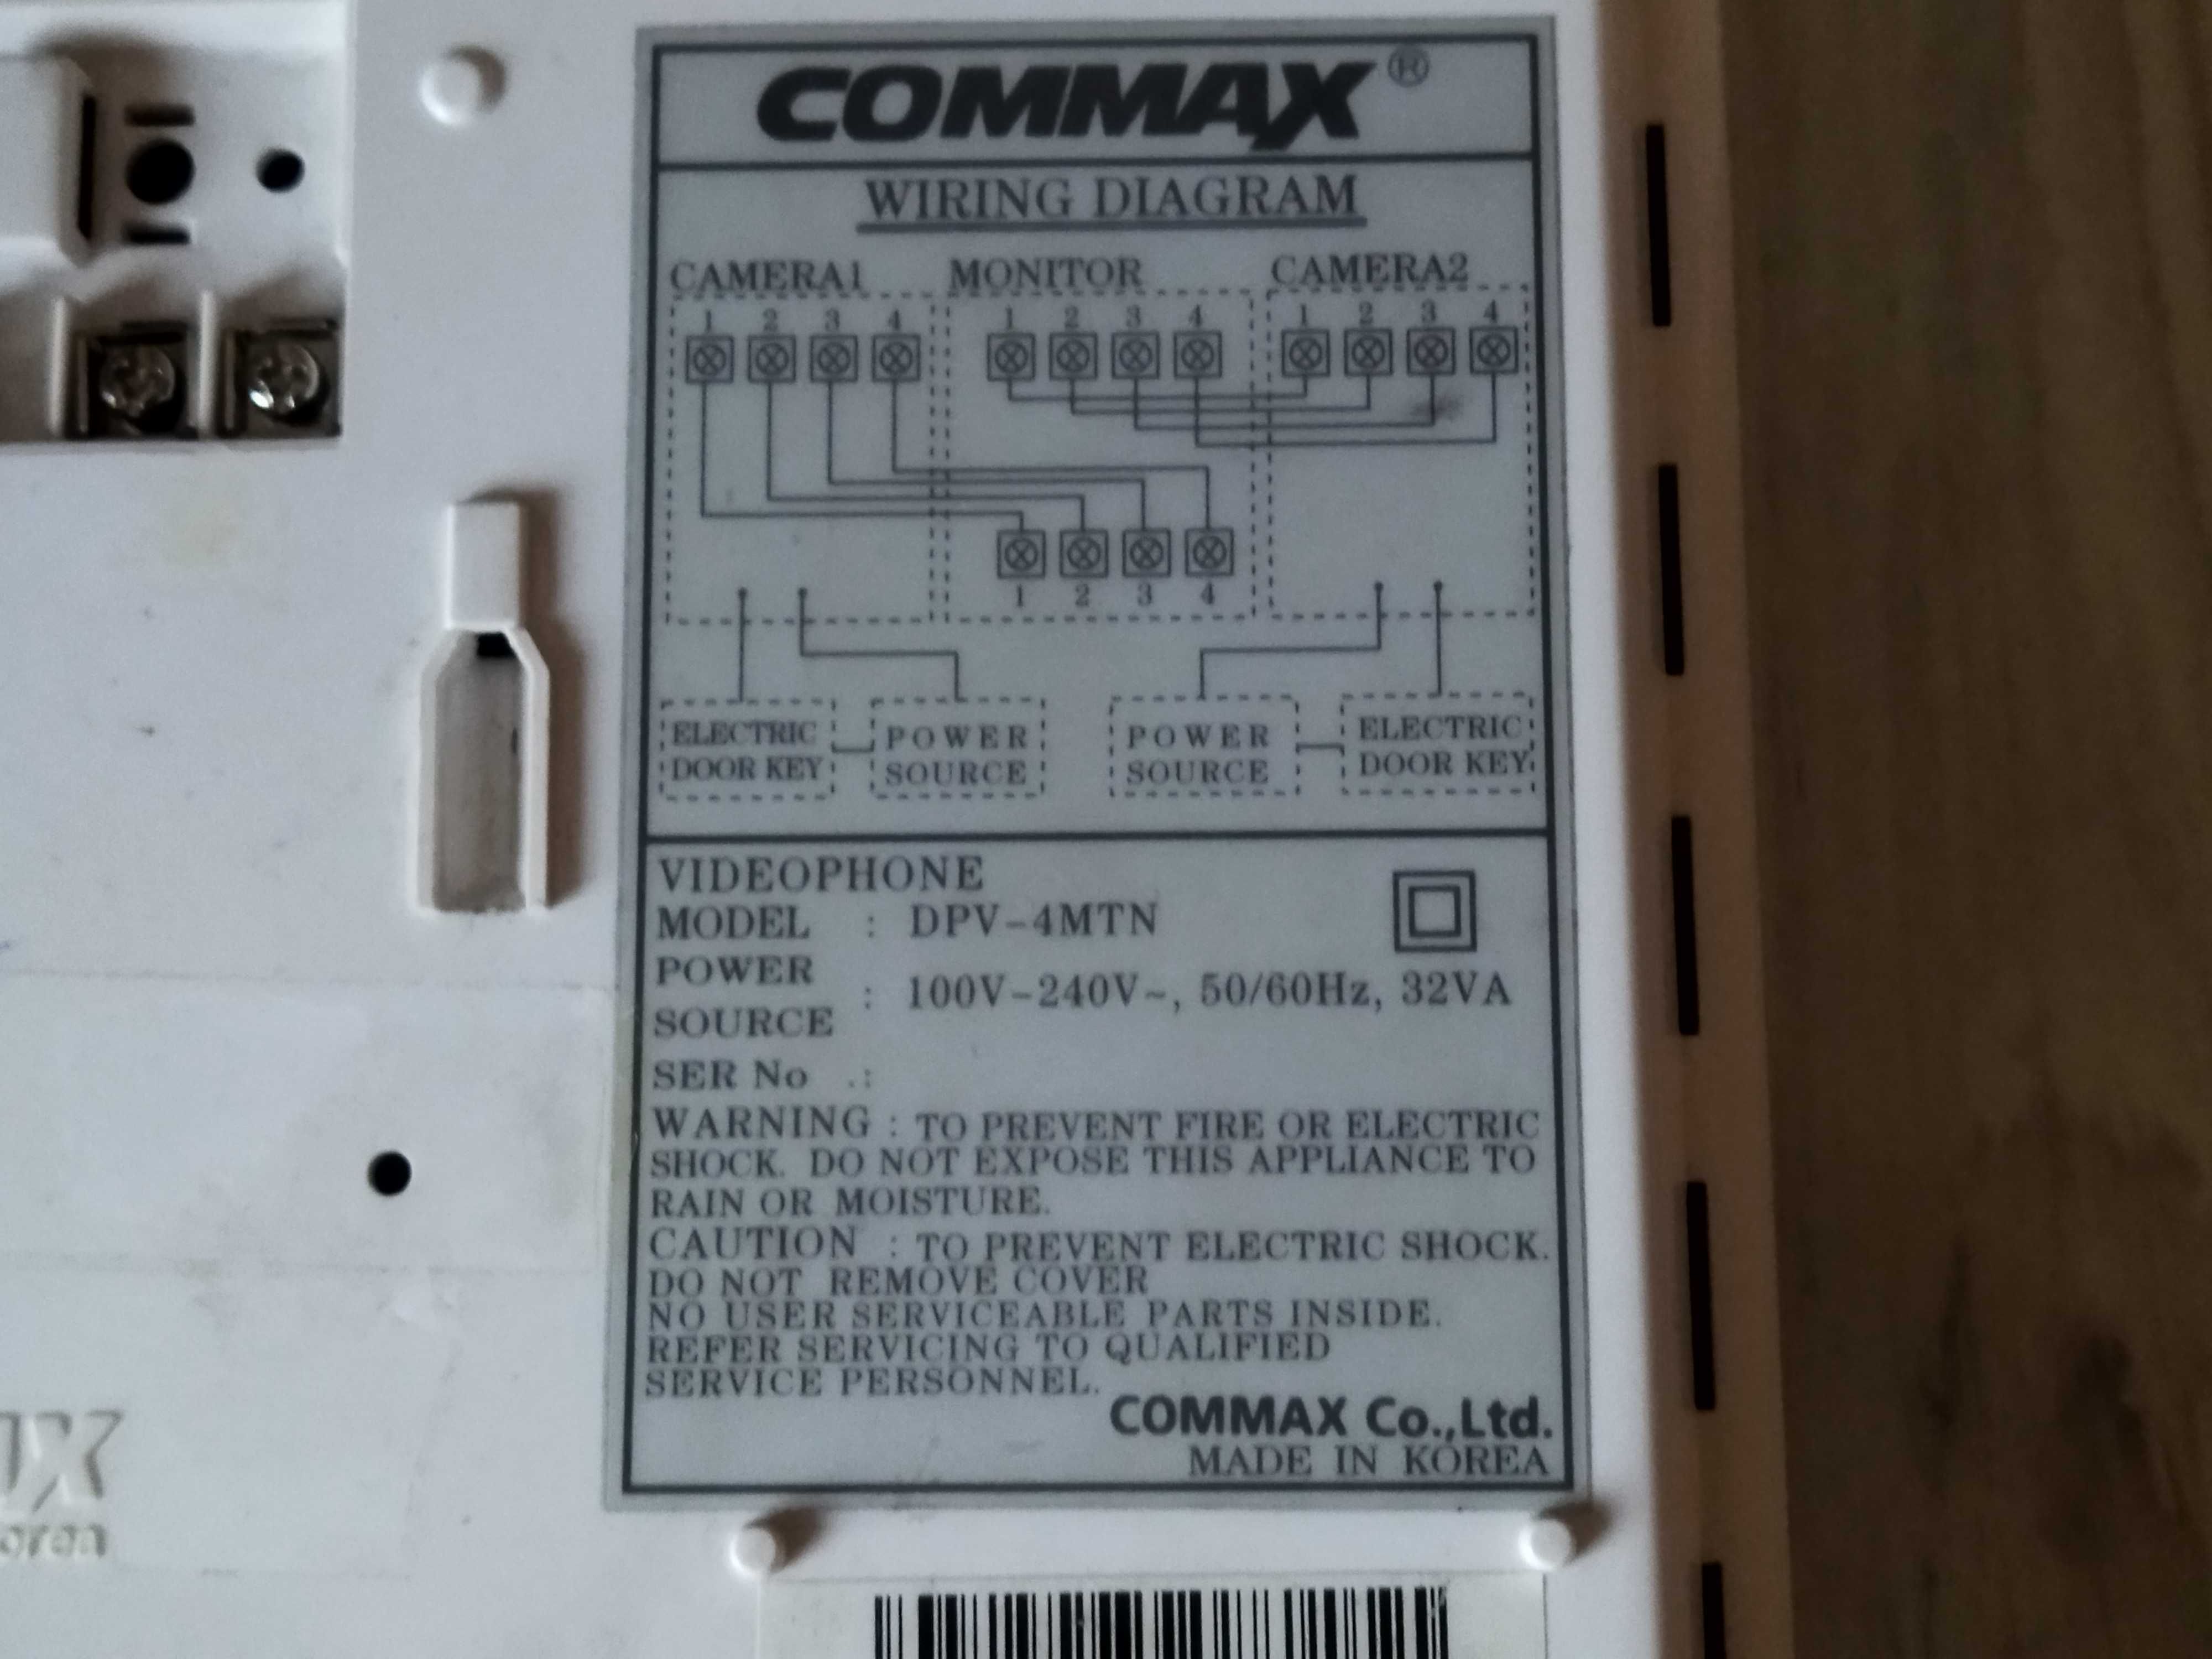 COMMAX®
WIRING DIAGRAM
CAMERA1 MONITOR CAMERA2
1 2 3 4 1 2 3 4 1 2 3 4
1 2 3 4
ELECTRIC DOOR KEY
POWER SOURCE
POWER SOURCE
ELECTRIC DOOR KEY
VIDEOPHONE
MODEL : DPV-4MTN
POWER SOURCE : 100V-240V~, 50/60Hz, 32VA
SER No .:
WARNING : TO PREVENT FIRE OR ELECTRIC
SHOCK. DO NOT EXPOSE THIS APPLIANCE TO
RAIN OR MOISTURE.
CAUTION : TO PREVENT ELECTRIC SHOCK.
DO NOT REMOVE COVER
NO USER SERVICEABLE PARTS INSIDE.
REFER SERVICING TO QUALIFIED
SERVICE PERSONNEL.
COMMAX Co.,Ltd.
MADE IN KOREA